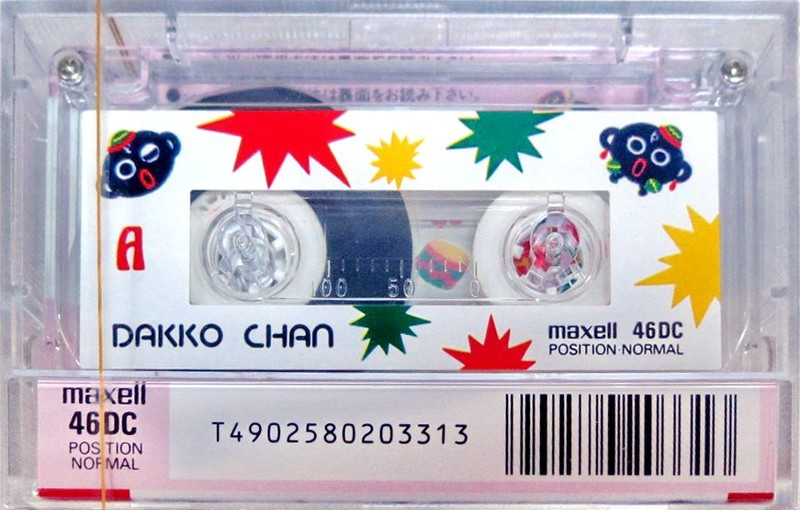 は裏面をお読み下さい。
A
00 50 0
DAKKO CHAN
maxell 46DC
POSITION·NORMAL
maxell
46DC
POSITION
NORMAL
T4902580203313